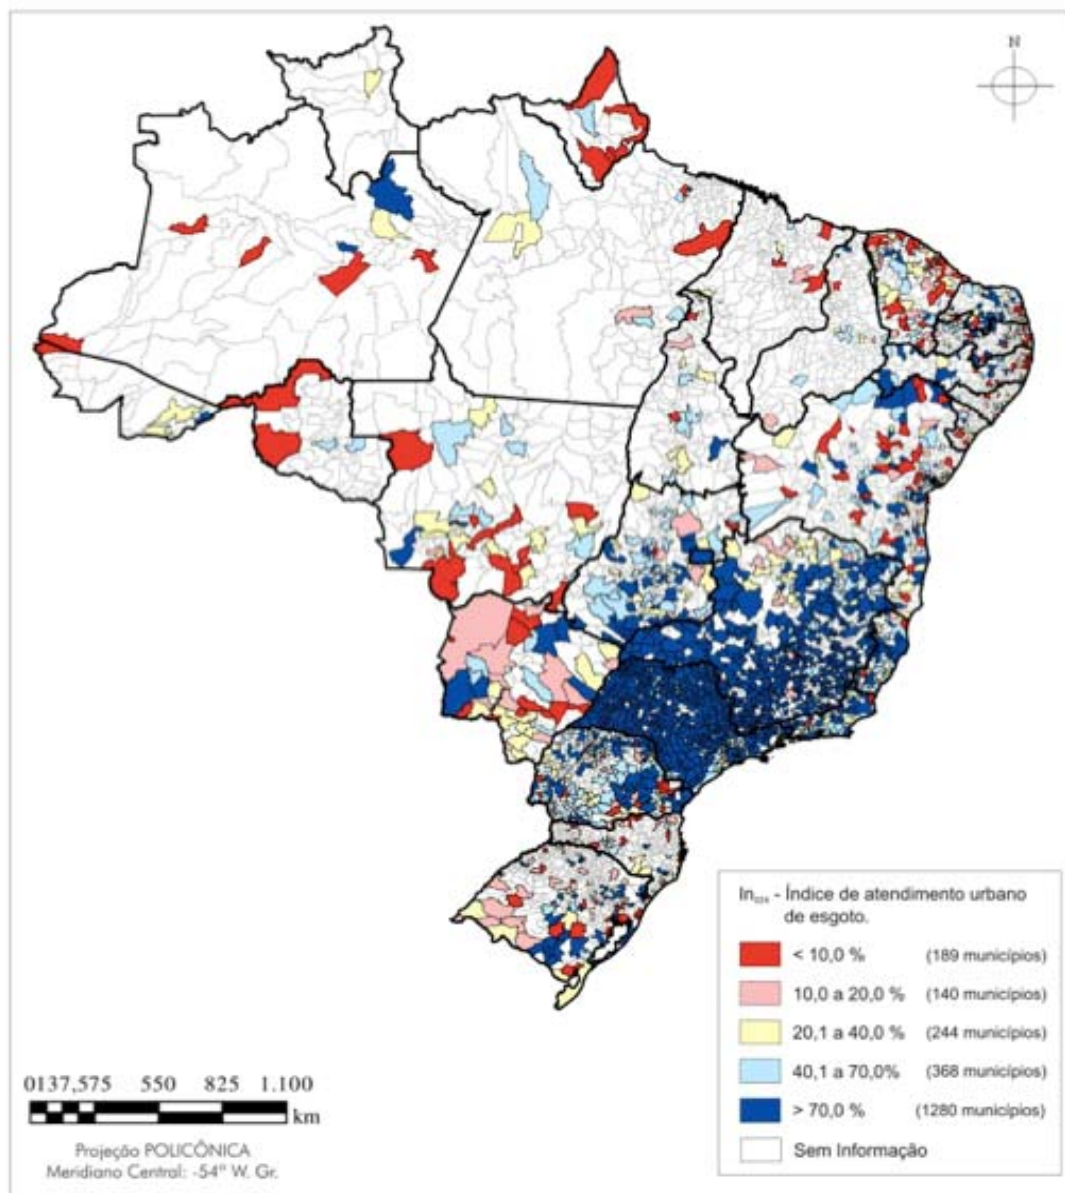 N
In₀₂₄ - Índice de atendimento urbano
de esgoto.
< 10,0 % (189 municípios)
10,0 a 20,0 % (140 municípios)
20,1 a 40,0 % (244 municípios)
40,1 a 70,0% (368 municípios)
> 70,0 % (1280 municípios)
Sem Informação
0137,575 550 825 1.100
km
Projeção POLICÔNICA
Meridiano Central: -54º W. Gr.